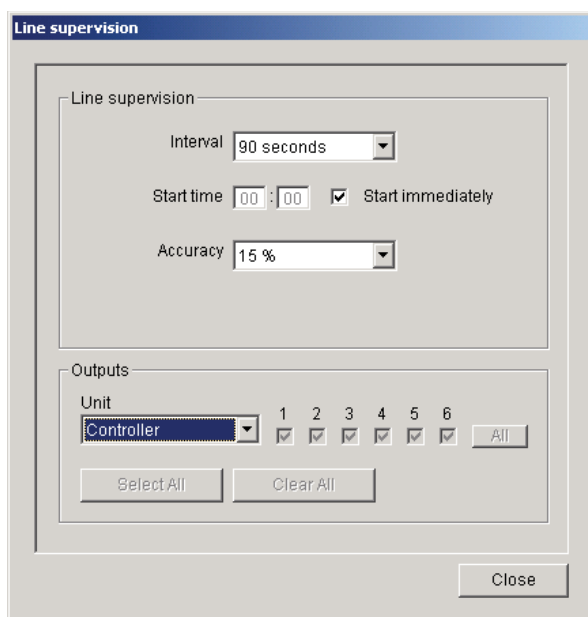 Line supervision
Line supervision
Interval 90 seconds
Start time 00 : 00 Start immediately
Accuracy 15 %
Outputs
Unit
1 2 3 4 5 6
Controller All
Select All Clear All
Close